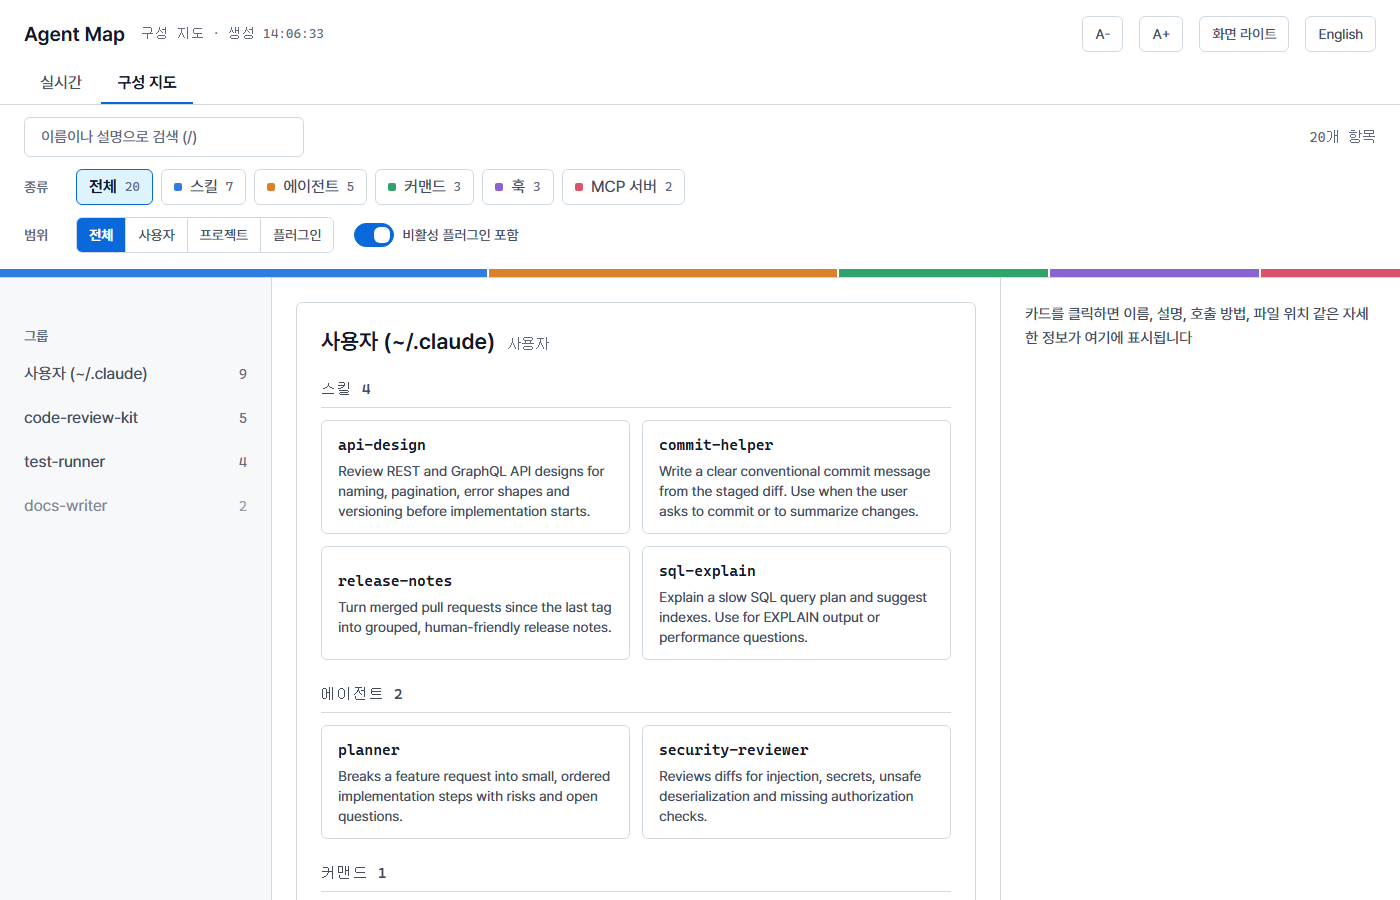 Agent Map 구성 지도 · 생성 14:06:33
A- A+ 화면 라이트 English
실시간 구성 지도
이름이나 설명으로 검색 (/)
20개 항목
종류 전체 20 스킬 7 에이전트 5 커맨드 3 훅 3 MCP 서버 2
범위 전체 사용자 프로젝트 플러그인 비활성 플러그인 포함
그룹
사용자 (~/.claude) 9
code-review-kit 5
test-runner 4
docs-writer 2
사용자 (~/.claude) 사용자
스킬 4
api-design
Review REST and GraphQL API designs for
naming, pagination, error shapes and
versioning before implementation starts.
commit-helper
Write a clear conventional commit message
from the staged diff. Use when the user
asks to commit or to summarize changes.
release-notes
Turn merged pull requests since the last tag
into grouped, human-friendly release notes.
sql-explain
Explain a slow SQL query plan and suggest
indexes. Use for EXPLAIN output or
performance questions.
에이전트 2
planner
Breaks a feature request into small, ordered
implementation steps with risks and open
questions.
security-reviewer
Reviews diffs for injection, secrets, unsafe
deserialization and missing authorization
checks.
커맨드 1
카드를 클릭하면 이름, 설명, 호출 방법, 파일 위치 같은 자세
한 정보가 여기에 표시됩니다